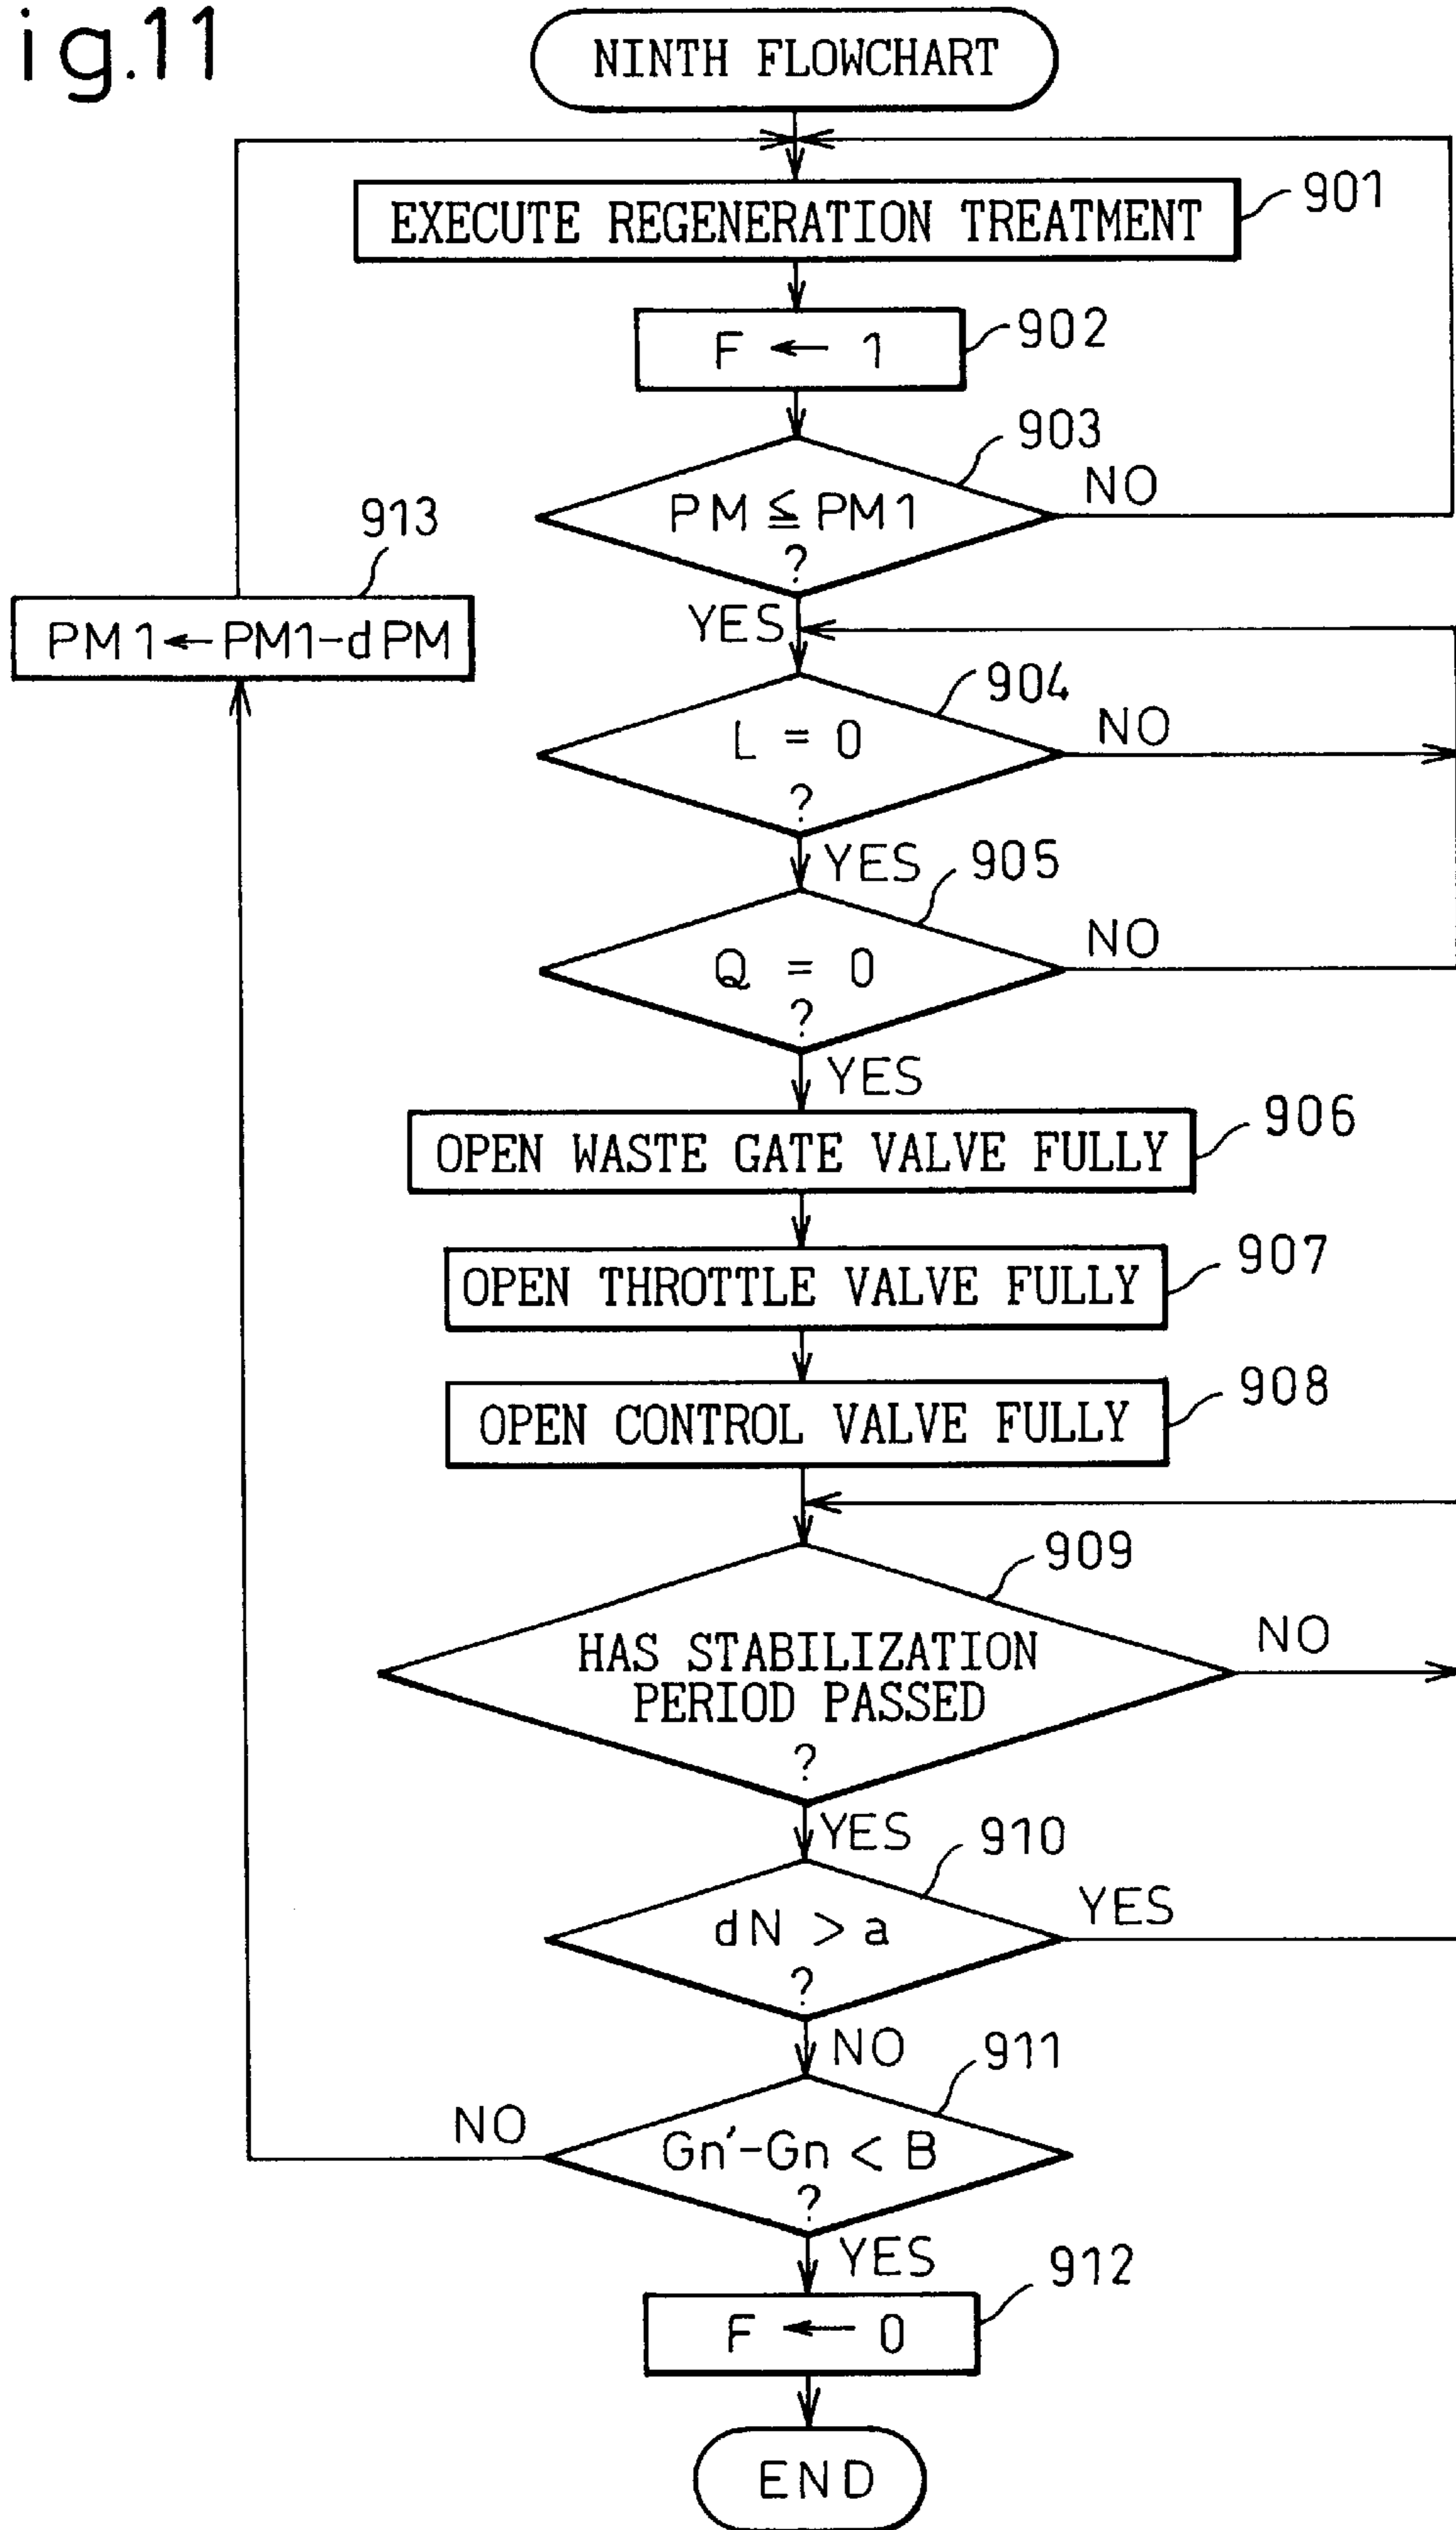 ig.11
NINTH FLOWCHART
EXECUTE REGENERATION TREATMENT
901
F ← 1
902
903
PM ≦ PM1
?
NO
YES
913
PM1←PM1-dPM
904
L = 0
?
NO
YES
905
Q = 0
?
NO
YES
OPEN WASTE GATE VALVE FULLY
906
OPEN THROTTLE VALVE FULLY
907
OPEN CONTROL VALVE FULLY
908
909
HAS STABILIZATION
PERIOD PASSED
?
NO
YES
910
dN > a
?
YES
NO
911
Gn′-Gn < B
?
NO
YES
912
F ← 0
END